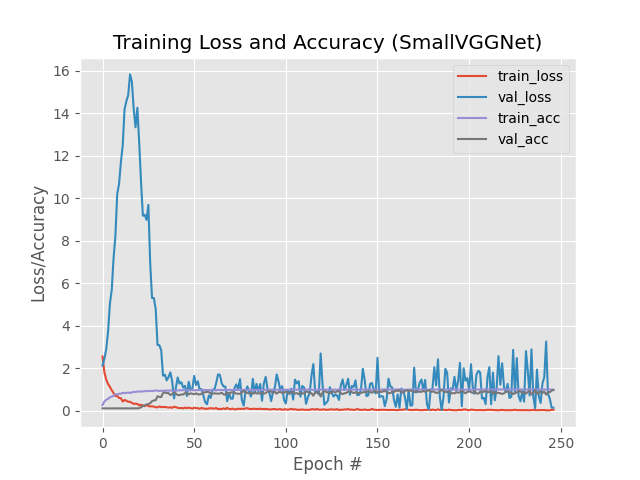 Training Loss and Accuracy (SmallVGGNet)
train_loss
val_loss
train_acc
val_acc
16
14
12
10
8
6
4
2
0
Loss/Accuracy
0 50 100 150 200 250
Epoch #